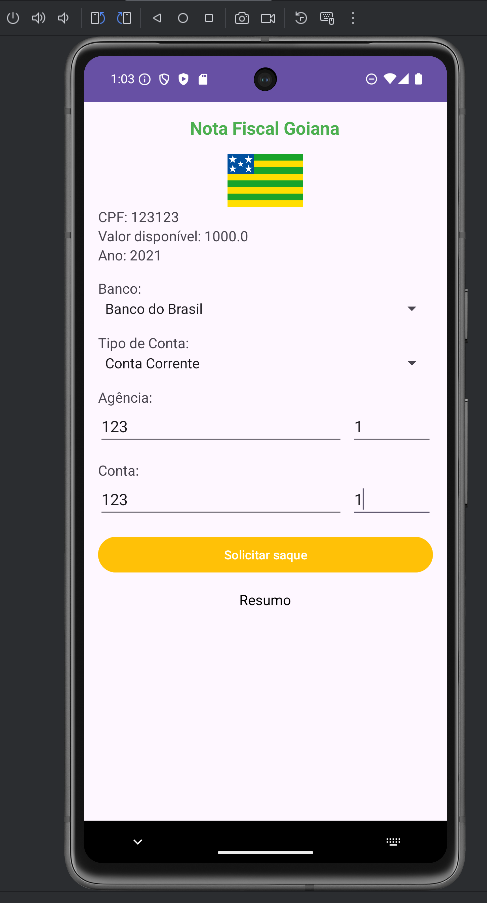 1:03
Nota Fiscal Goiana
CPF: 123123
Valor disponível: 1000.0
Ano: 2021
Banco:
Banco do Brasil
Tipo de Conta:
Conta Corrente
Agência:
123 1
Conta:
123 1
Solicitar saque
Resumo